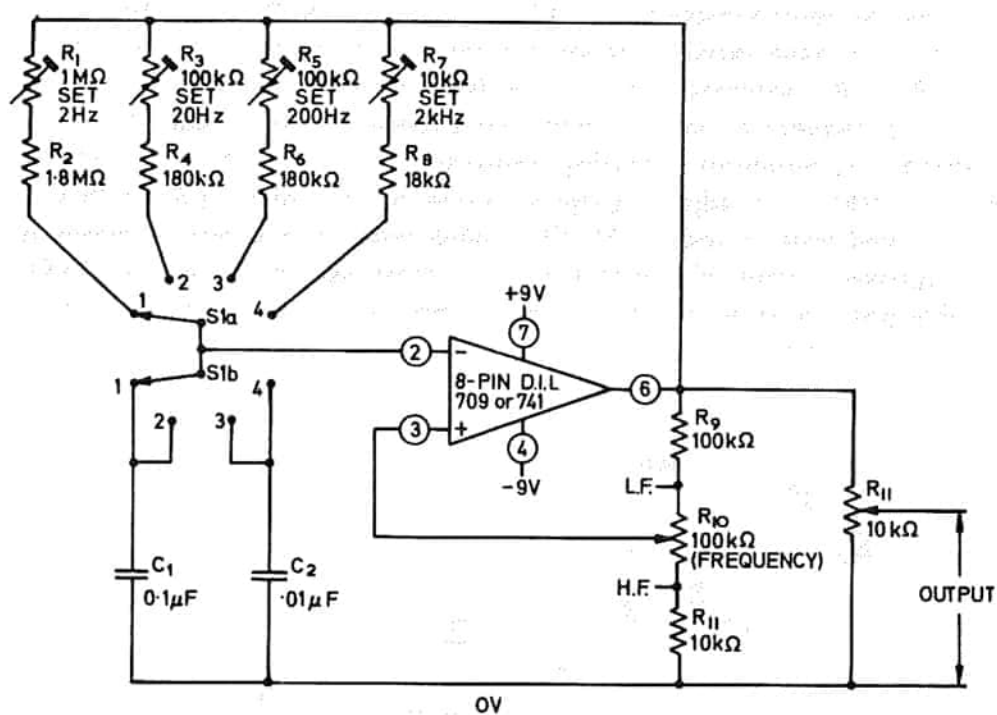 R1
1MΩ
SET
2Hz
R3
100kΩ
SET
20Hz
R5
100kΩ
SET
200Hz
R7
10kΩ
SET
2kHz
R2
1·8MΩ
R4
180kΩ
R6
180kΩ
R8
18kΩ
2
3
1
S1a
4
+9V
7
2
−
8-PIN D.I.L
709 or 741
6
1
S1b
4
2
3
3
+
4
−9V
R9
100kΩ
L.F.
R10
100kΩ
(FREQUENCY)
H.F.
R11
10kΩ
R11
10kΩ
OUTPUT
C1
0·1µF
C2
·01µF
0V